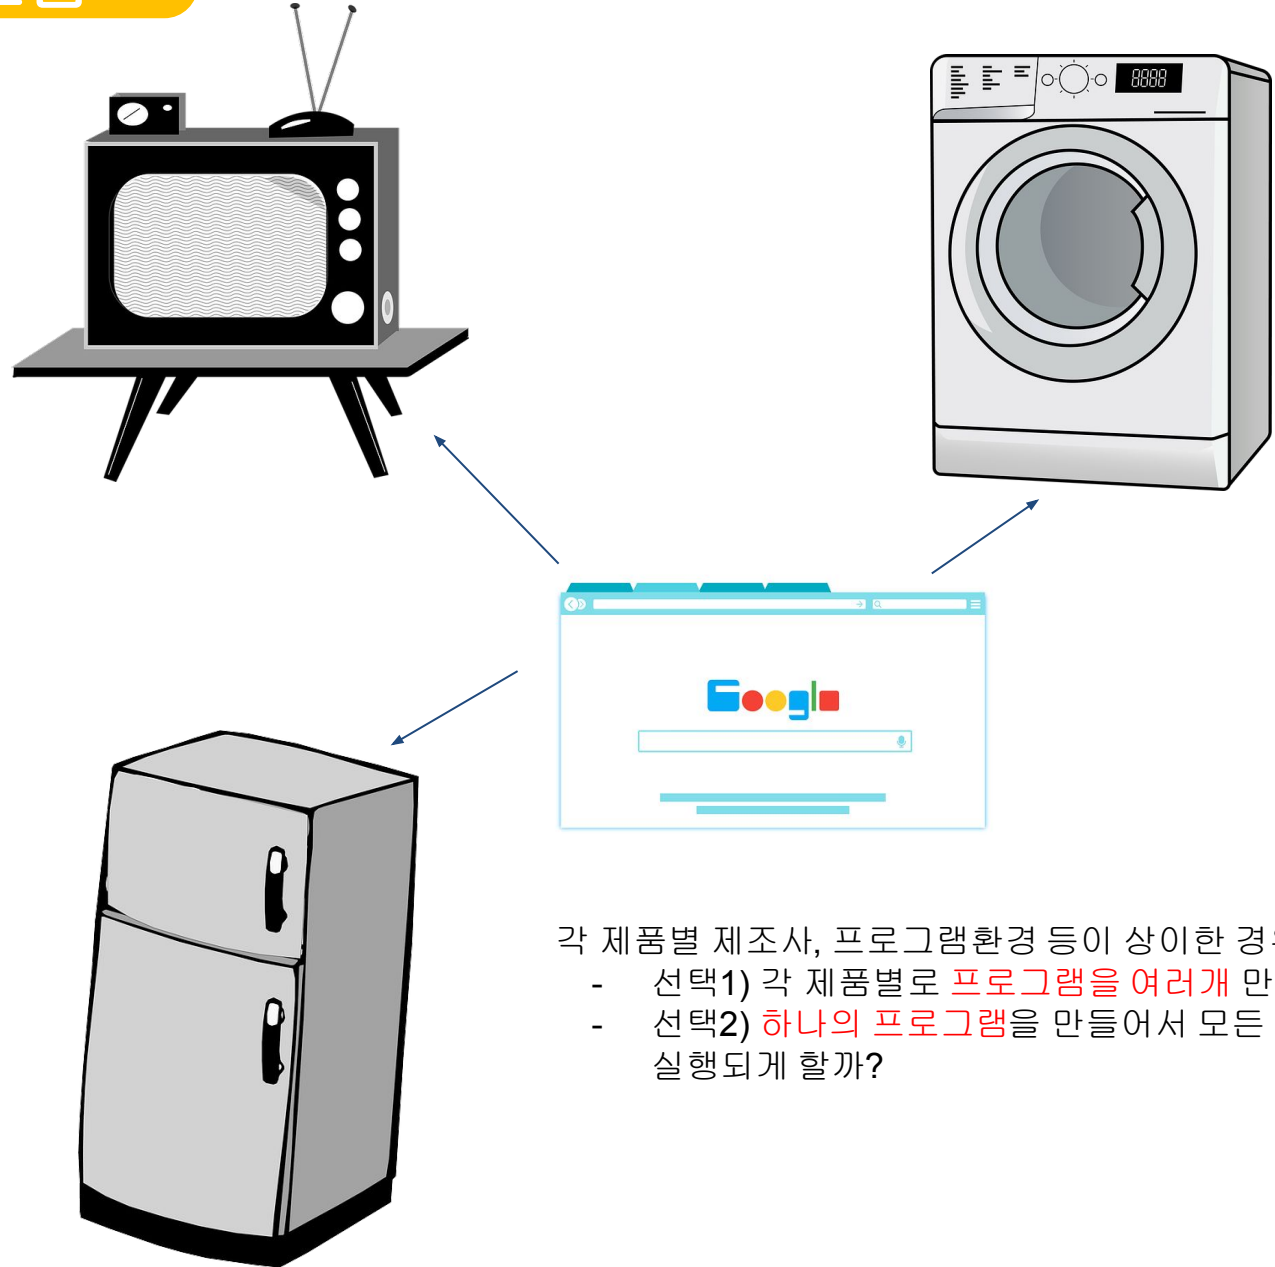 8888
Google
각 제품별 제조사, 프로그램환경 등이 상이한 경우
- 선택1) 각 제품별로 프로그램을 여러개 만
- 선택2) 하나의 프로그램을 만들어서 모든
실행되게 할까?